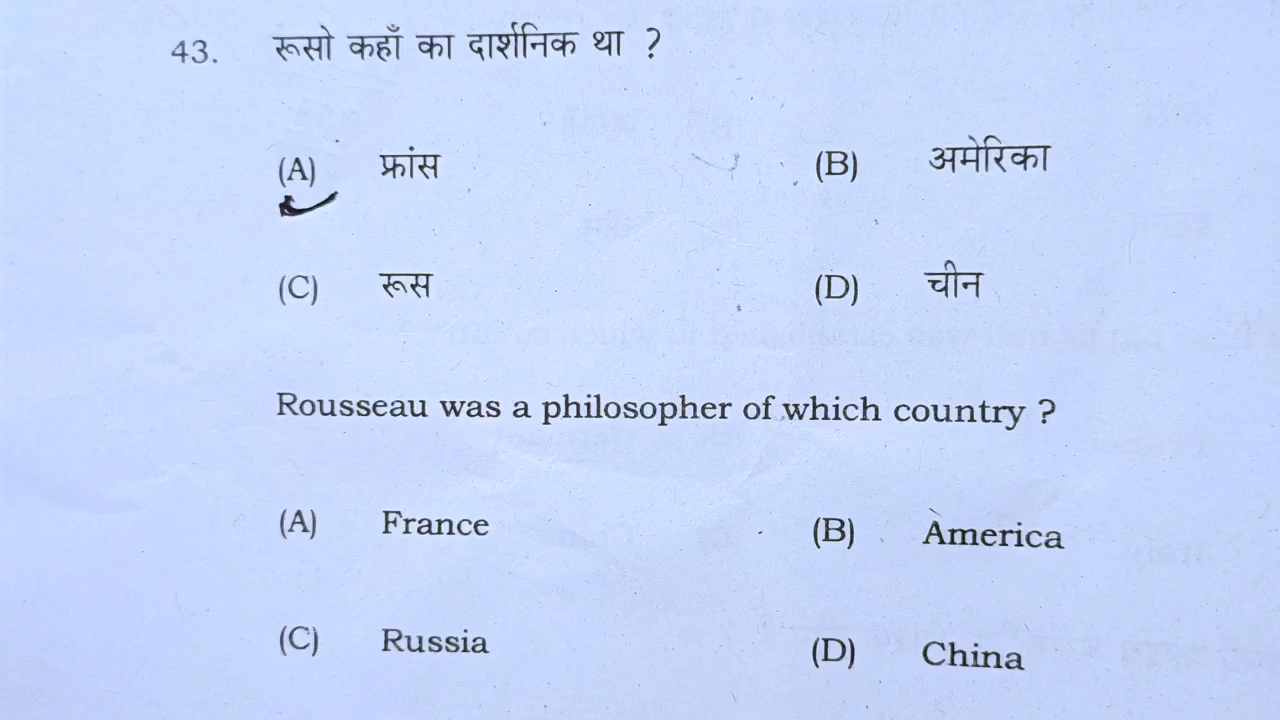 43. रूसो कहाँ का दार्शनिक था ?
(A) फ्रांस (B) अमेरिका
(C) रूस (D) चीन
Rousseau was a philosopher of which country ?
(A) France (B) America
(C) Russia (D) China